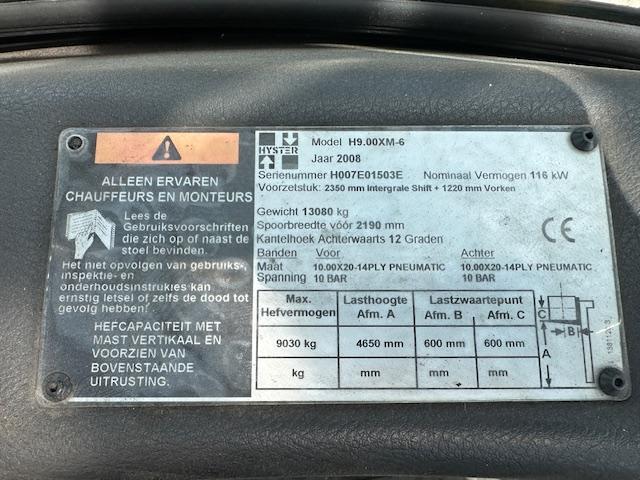 ALLEEN ERVAREN
CHAUFFEURS EN MONTEURS
Lees de
Gebruiksvoorschriften
die zich op of naast de
stoel bevinden.
Het niet opvolgen van gebruiks-,
inspektie- en
onderhoudsinstrukies kan
ernstig letsel of zelfs de dood tot
gevolg hebben!
HEFCAPACITEIT MET
MAST VERTIKAAL EN
VOORZIEN VAN
BOVENSTAANDE
UITRUSTING.
HYSTER
Model H9.00XM-6
Jaar 2008
Serienummer H007E01503E Nominaal Vermogen 116 kW
Voorzetstuk: 2350 mm Intergrale Shift + 1220 mm Vorken
Gewicht 13080 kg
Spoorbreedte vóór 2190 mm
Kantelhoek Achterwaarts 12 Graden
CE
Banden Voor Achter
Maat 10.00X20-14PLY PNEUMATIC 10.00X20-14PLY PNEUMATIC
Spanning 10 BAR 10 BAR
Max. Lasthoogte Lastzwaartepunt
Hefvermogen Afm. A Afm. B Afm. C
9030 kg 4650 mm 600 mm 600 mm
kg mm mm mm
C B
A